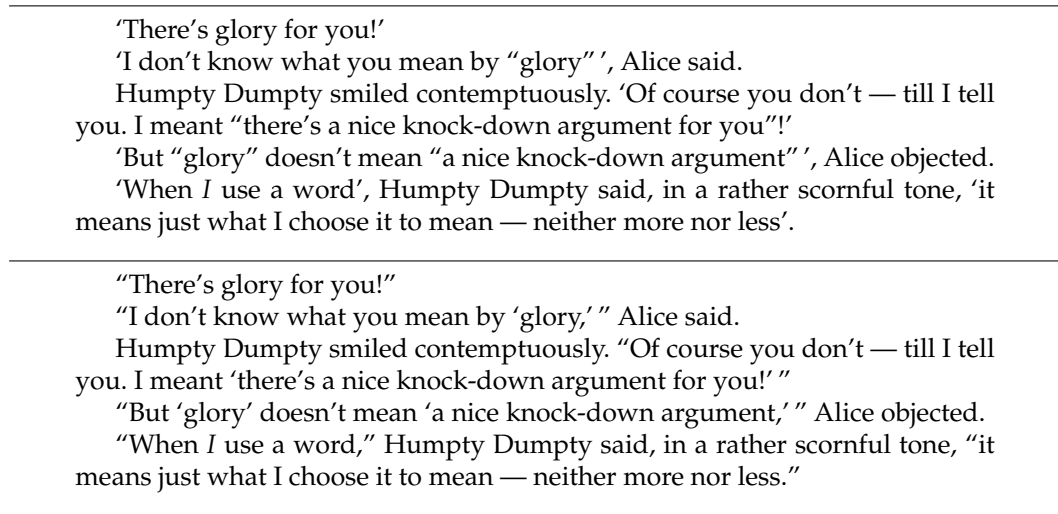 ‘There’s glory for you!’
‘I don’t know what you mean by “glory” ’, Alice said.
Humpty Dumpty smiled contemptuously. ‘Of course you don’t — till I tell
you. I meant “there’s a nice knock-down argument for you”!’
‘But “glory” doesn’t mean “a nice knock-down argument” ’, Alice objected.
‘When I use a word’, Humpty Dumpty said, in a rather scornful tone, ‘it
means just what I choose it to mean — neither more nor less’.
“There’s glory for you!”
“I don’t know what you mean by ‘glory,’ ” Alice said.
Humpty Dumpty smiled contemptuously. “Of course you don’t — till I tell
you. I meant ‘there’s a nice knock-down argument for you!’ ”
“But ‘glory’ doesn’t mean ‘a nice knock-down argument,’ ” Alice objected.
“When I use a word,” Humpty Dumpty said, in a rather scornful tone, “it
means just what I choose it to mean — neither more nor less.”